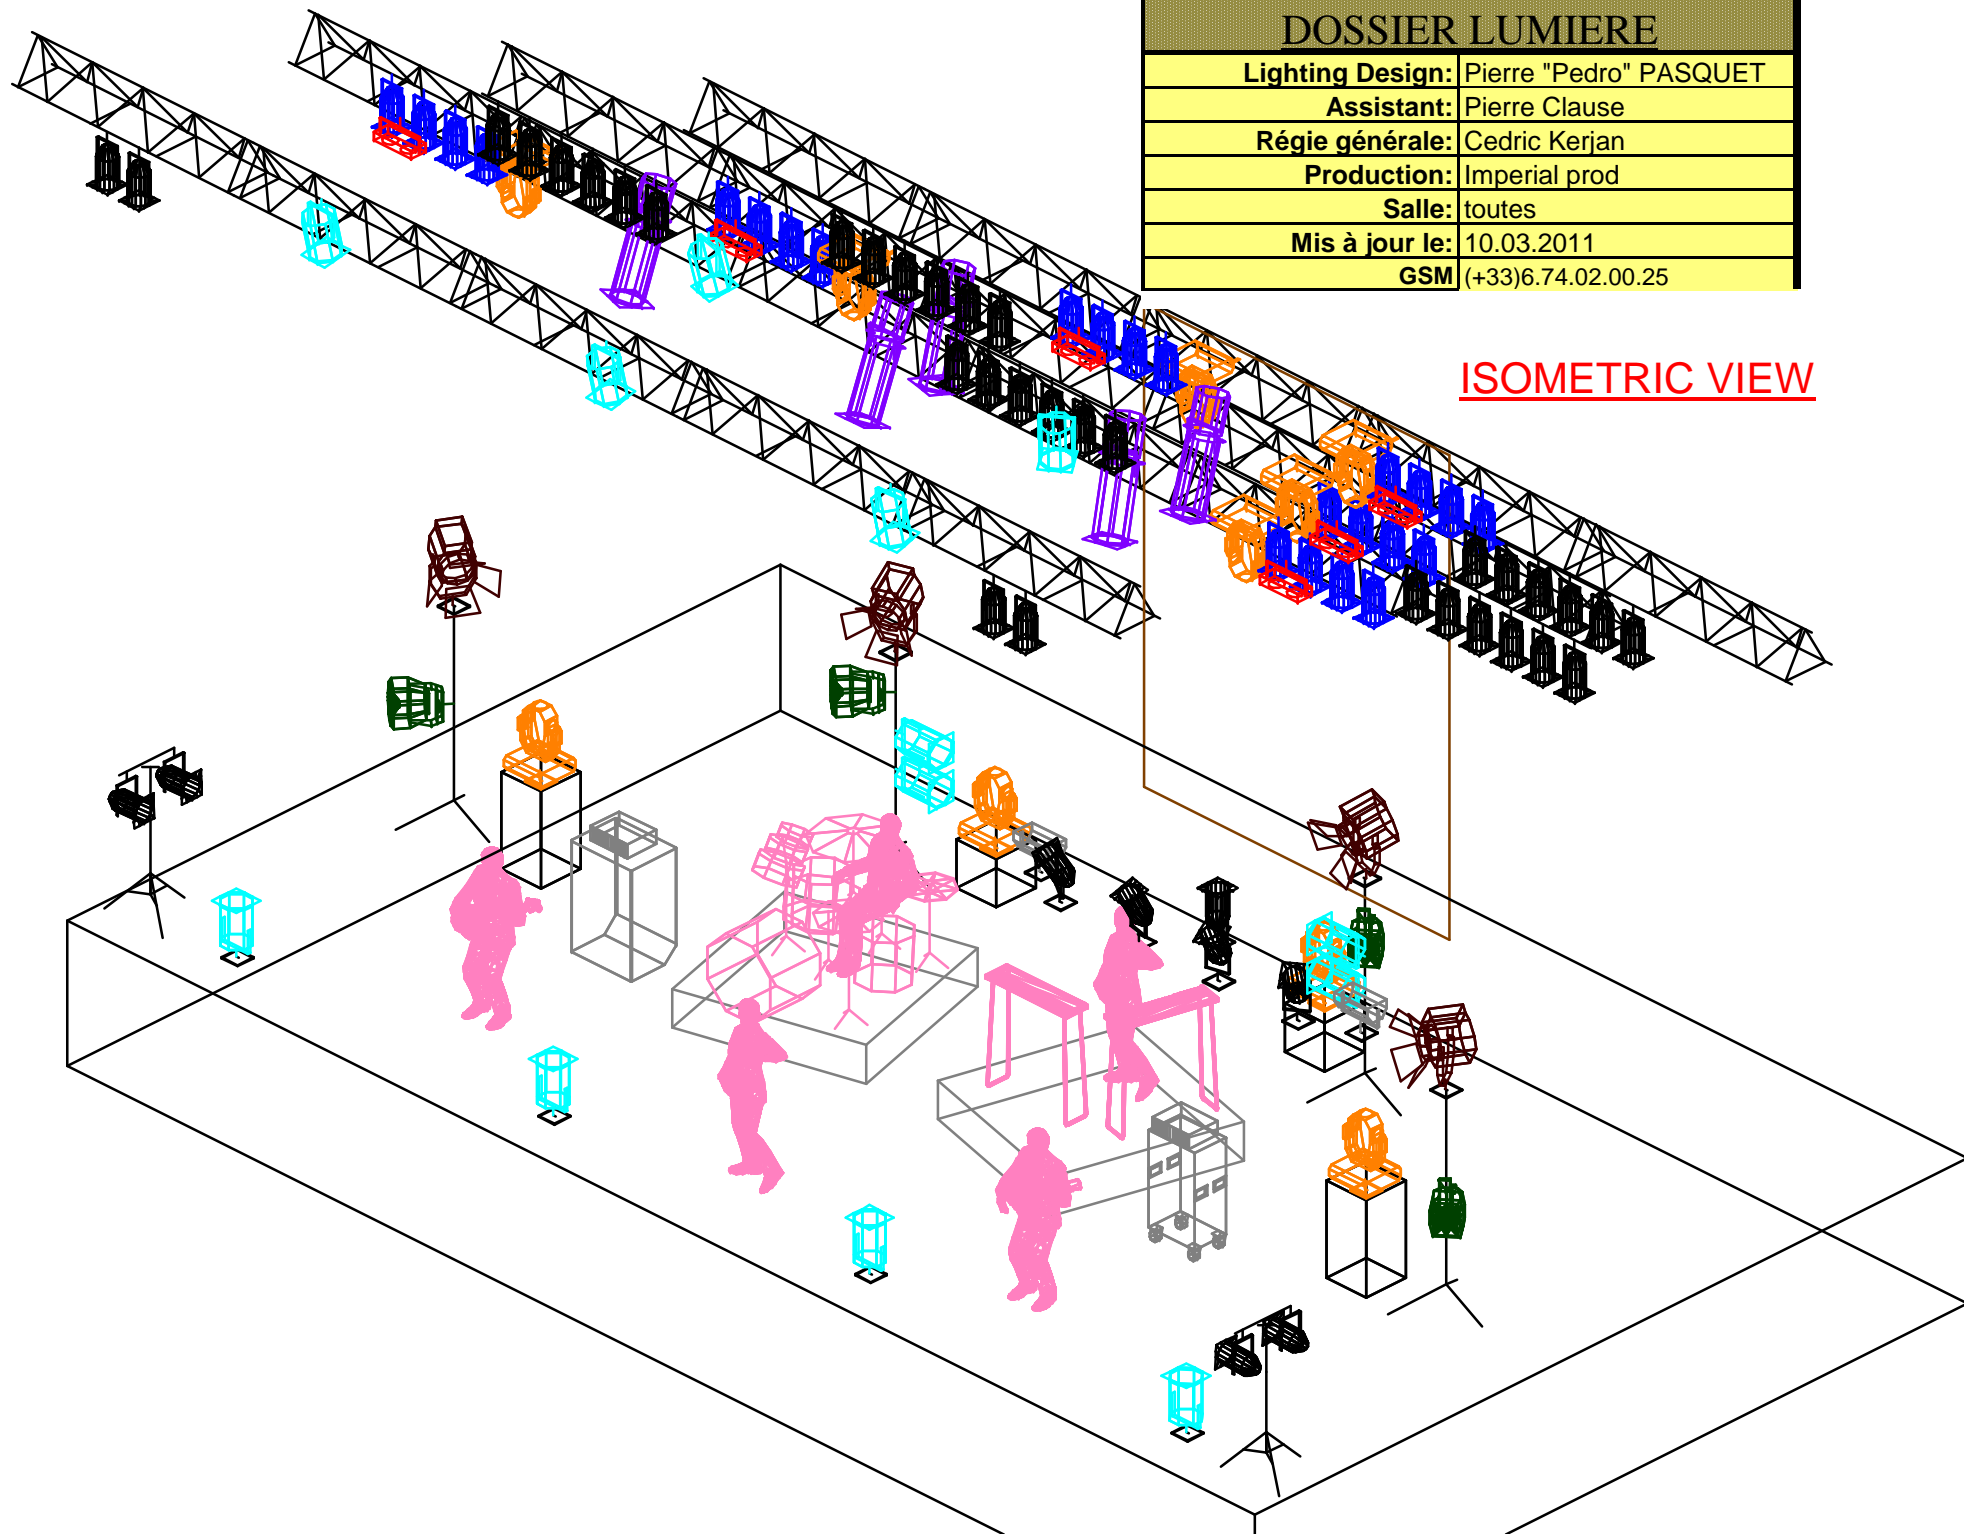 DOSSIER LUMIERE
Lighting Design: Pierre "Pedro" PASQUET
Assistant: Pierre Clause
Régie générale: Cedric Kerjan
Production: Imperial prod
Salle: toutes
Mis à jour le: 10.03.2011
GSM (+33)6.74.02.00.25
ISOMETRIC VIEW